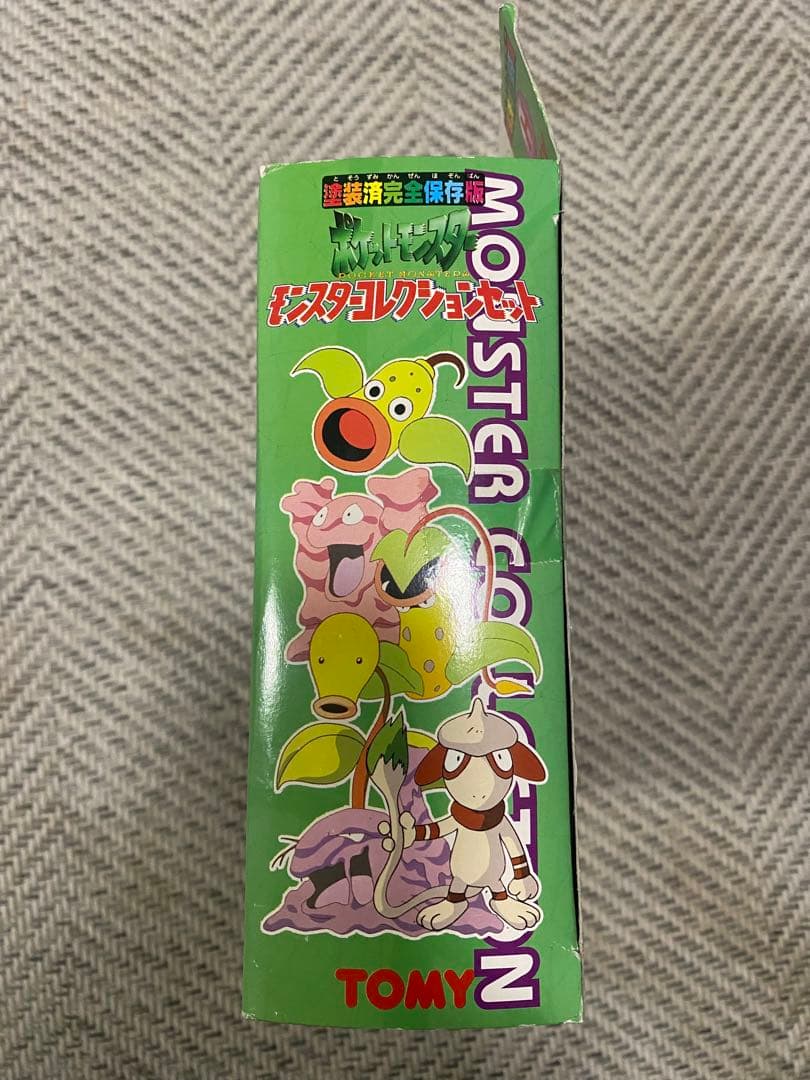 とそうずみかんぜんほぞんばん
塗装済完全保存版
ポケットモンスター
POCKET MONSTERS
モンスターコレクションセット
MONSTER COLLECTION
TOMY